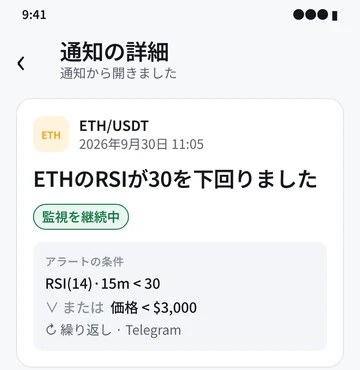 9:41
通知の詳細
通知から開きました
ETH
ETH/USDT
2026年9月30日 11:05
ETHのRSIが30を下回りました
監視を継続中
アラートの条件
RSI(14)·15m < 30
∨ または 価格 < $3,000
↻ 繰り返し · Telegram